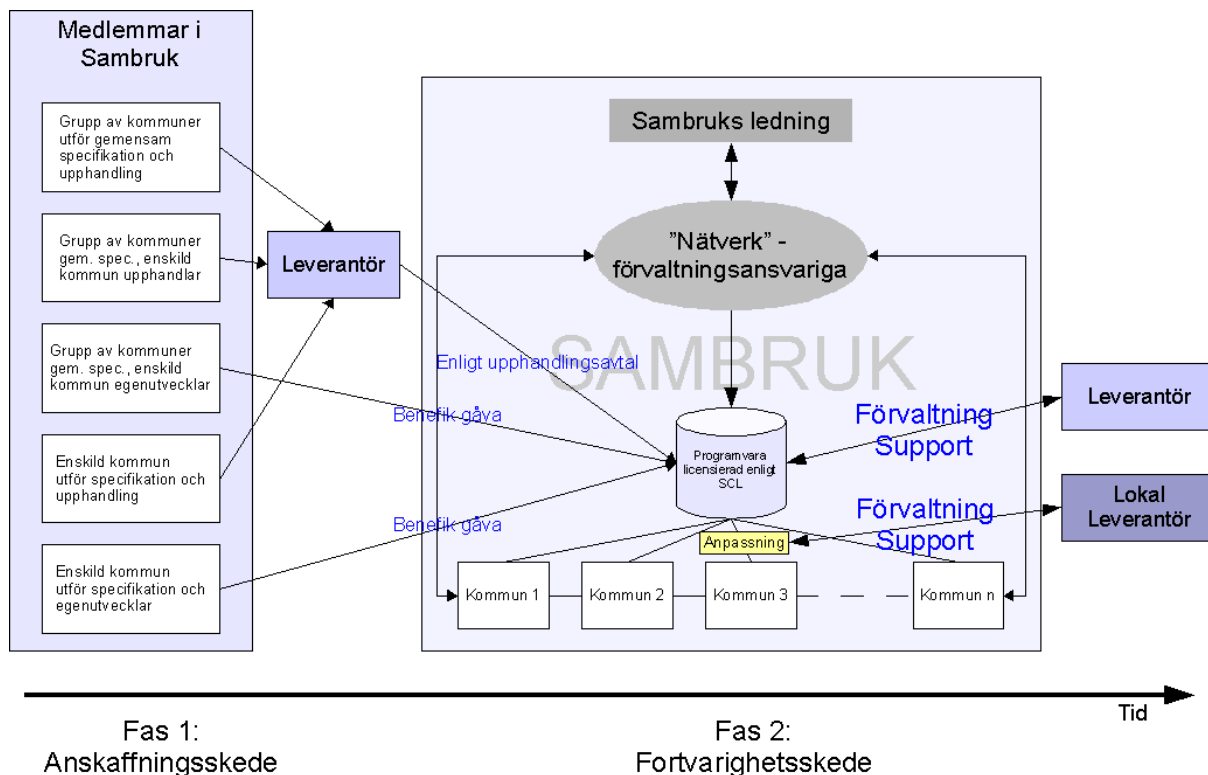 Medlemmar i
Sambruk
Grupp av kommuner
utför gemensam
specifikation och
upphandling
Grupp av kommuner
gem. spec., enskild
kommun upphandlar
Grupp av kommuner
gem. spec., enskild
kommun egenutvecklar
Enskild kommun
utför specifikation och
upphandling
Enskild kommun
utför specifikation och
egenutvecklar
Leverantör
Enligt upphandlingsavtal
Benefik gåva
Benefik gåva
Sambruks ledning
”Nätverk” -
förvaltningsansvariga
SAMBRUK
Programvara
licensierad enligt
SCL
Förvaltning
Support
Leverantör
Förvaltning
Support
Lokal
Leverantör
Anpassning
Kommun 1
Kommun 2
Kommun 3
Kommun n
Tid
Fas 1:
Anskaffningsskede
Fas 2:
Fortvarighetsskede